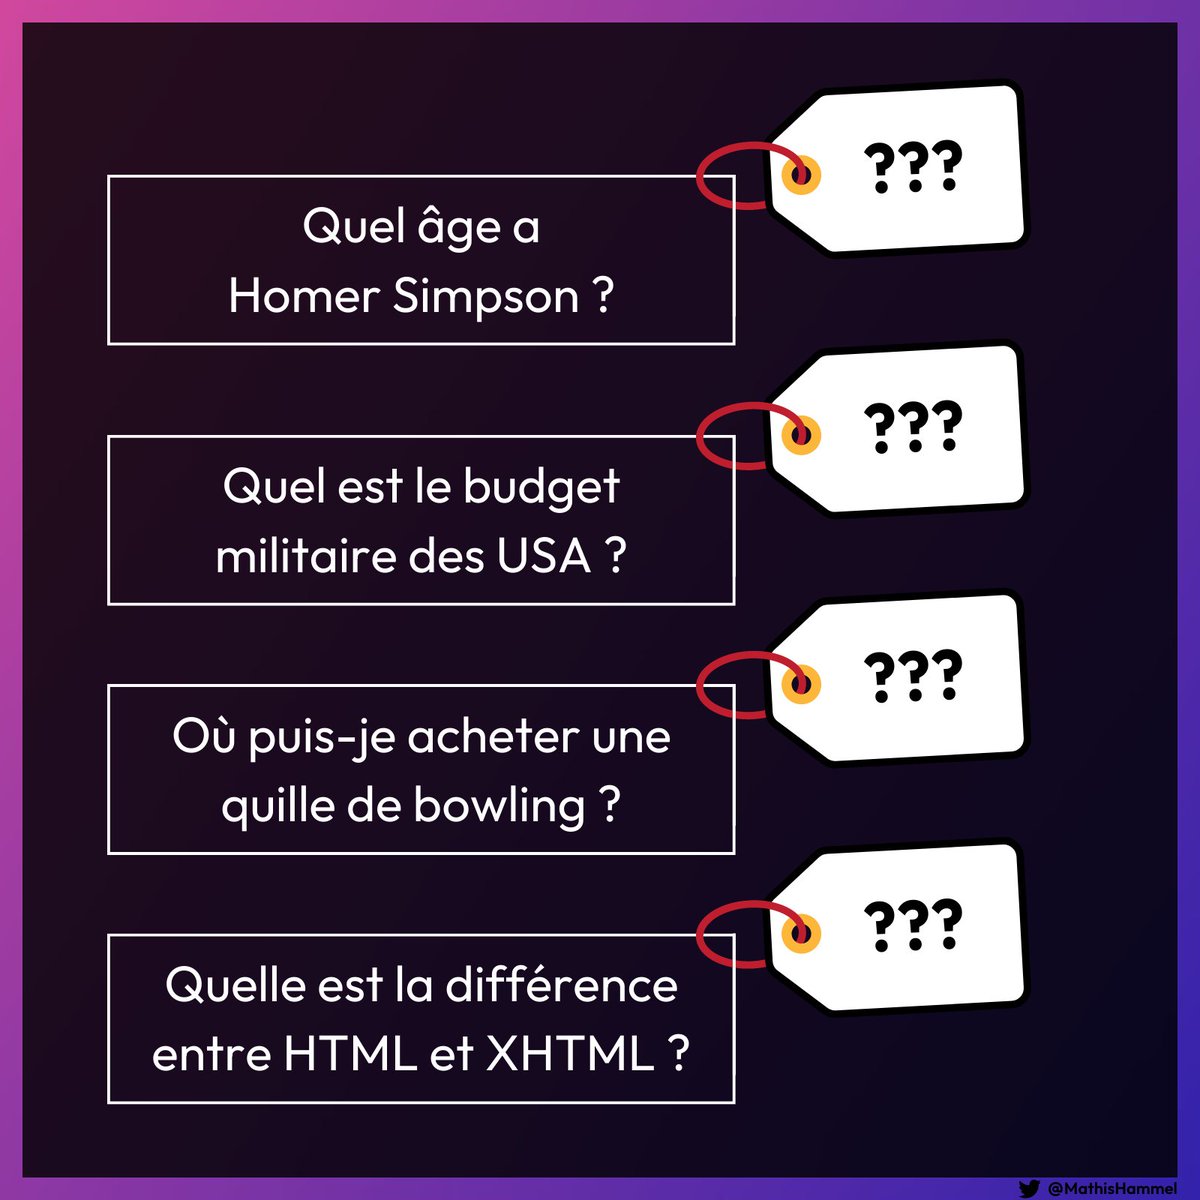 ???
Quel âge a
Homer Simpson ?
???
Quel est le budget
militaire des USA ?
???
Où puis-je acheter une
quille de bowling ?
???
Quelle est la différence
entre HTML et XHTML ?
@MathisHammel